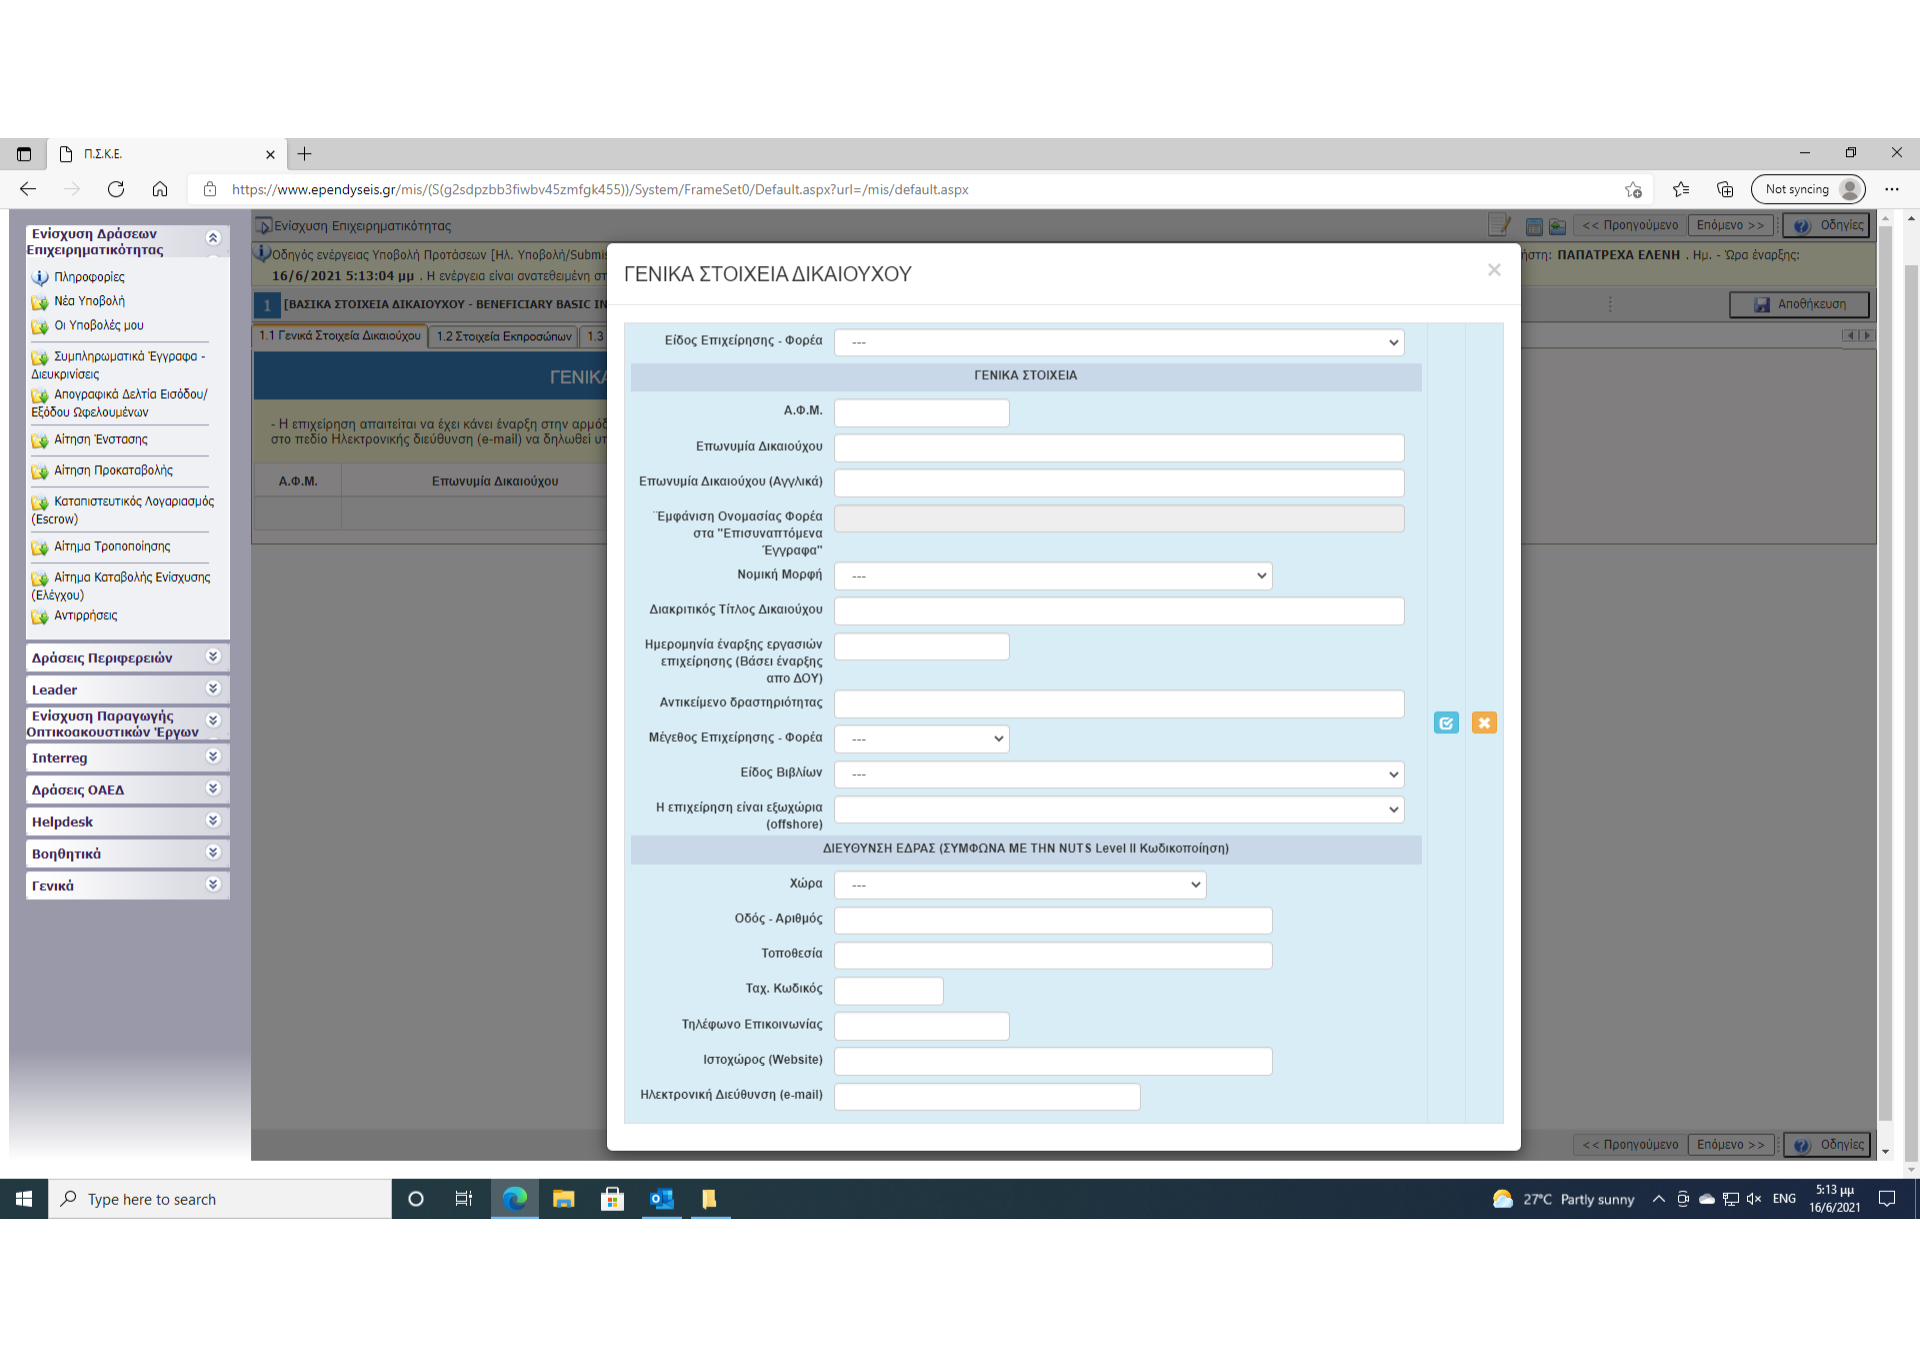 Π.Σ.Κ.Ε.
https://www.ependyseis.gr/mis/(S(g2sdpzbb3fiwbv45zmfgk455))/System/FrameSet0/Default.aspx?url=/mis/default.aspx
Not syncing
Ενίσχυση Δράσεων
Επιχειρηματικότητας
Πληροφορίες
Νέα Υποβολή
Οι Υποβολές μου
Συμπληρωματικά Έγγραφα -
Διευκρινίσεις
Απογραφικά Δελτία Εισόδου/
Εξόδου Ωφελουμένων
Αίτηση Ένστασης
Αίτηση Προκαταβολής
Καταπιστευτικός Λογαριασμός
(Escrow)
Αίτημα Τροποποίησης
Αίτημα Καταβολής Ενίσχυσης
(Ελέγχου)
Αντιρρήσεις
Δράσεις Περιφερειών
Leader
Ενίσχυση Παραγωγής
Οπτικοακουστικών Έργων
Interreg
Δράσεις ΟΑΕΔ
Helpdesk
Βοηθητικά
Γενικά
Ενίσχυση Επιχειρηματικότητας
<< Προηγούμενο
Επόμενο >>
Οδηγίες
Οδηγός ενέργειας Υποβολή Προτάσεων [Ηλ. Υποβολή/Submis
ήστη: ΠΑΠΑΤΡΕΧΑ ΕΛΕΝΗ . Ημ. - Ώρα έναρξης:
16/6/2021 5:13:04 μμ . Η ενέργεια είναι ανατεθειμένη στ
1 [ΒΑΣΙΚΑ ΣΤΟΙΧΕΙΑ ΔΙΚΑΙΟΥΧΟΥ - BENEFICIARY BASIC IN
Αποθήκευση
1.1 Γενικά Στοιχεία Δικαιούχου
1.2 Στοιχεία Εκπροσώπων
1.3
ΓΕΝΙΚΑ
- Η επιχείρηση απαιτείται να έχει κάνει έναρξη στην αρμόδ
στο πεδίο Ηλεκτρονικής διεύθυνση (e-mail) να δηλωθεί υπ
Α.Φ.Μ.
Επωνυμία Δικαιούχου
ΓΕΝΙΚΑ ΣΤΟΙΧΕΙΑ ΔΙΚΑΙΟΥΧΟΥ
Είδος Επιχείρησης - Φορέα
---
ΓΕΝΙΚΑ ΣΤΟΙΧΕΙΑ
Α.Φ.Μ.
Επωνυμία Δικαιούχου
Επωνυμία Δικαιούχου (Αγγλικά)
¨Εμφάνιση Ονομασίας Φορέα
στα "Επισυναπτόμενα
Έγγραφα"
Νομική Μορφή
---
Διακριτικός Τίτλος Δικαιούχου
Ημερομηνία έναρξης εργασιών
επιχείρησης (Βάσει έναρξης
απο ΔΟΥ)
Αντικείμενο δραστηριότητας
Μέγεθος Επιχείρησης - Φορέα
---
Είδος Βιβλίων
---
Η επιχείρηση είναι εξωχώρια
(offshore)
ΔΙΕΥΘΥΝΣΗ ΕΔΡΑΣ (ΣΥΜΦΩΝΑ ΜΕ ΤΗΝ NUTS Level II Κωδικοποίηση)
Χώρα
---
Οδός - Αριθμός
Τοποθεσία
Ταχ. Κωδικός
Τηλέφωνο Επικοινωνίας
Ιστοχώρος (Website)
Ηλεκτρονική Διεύθυνση (e-mail)
<< Προηγούμενο
Επόμενο >>
Οδηγίες
Type here to search
27°C Partly sunny
ENG
5:13 μμ
16/6/2021